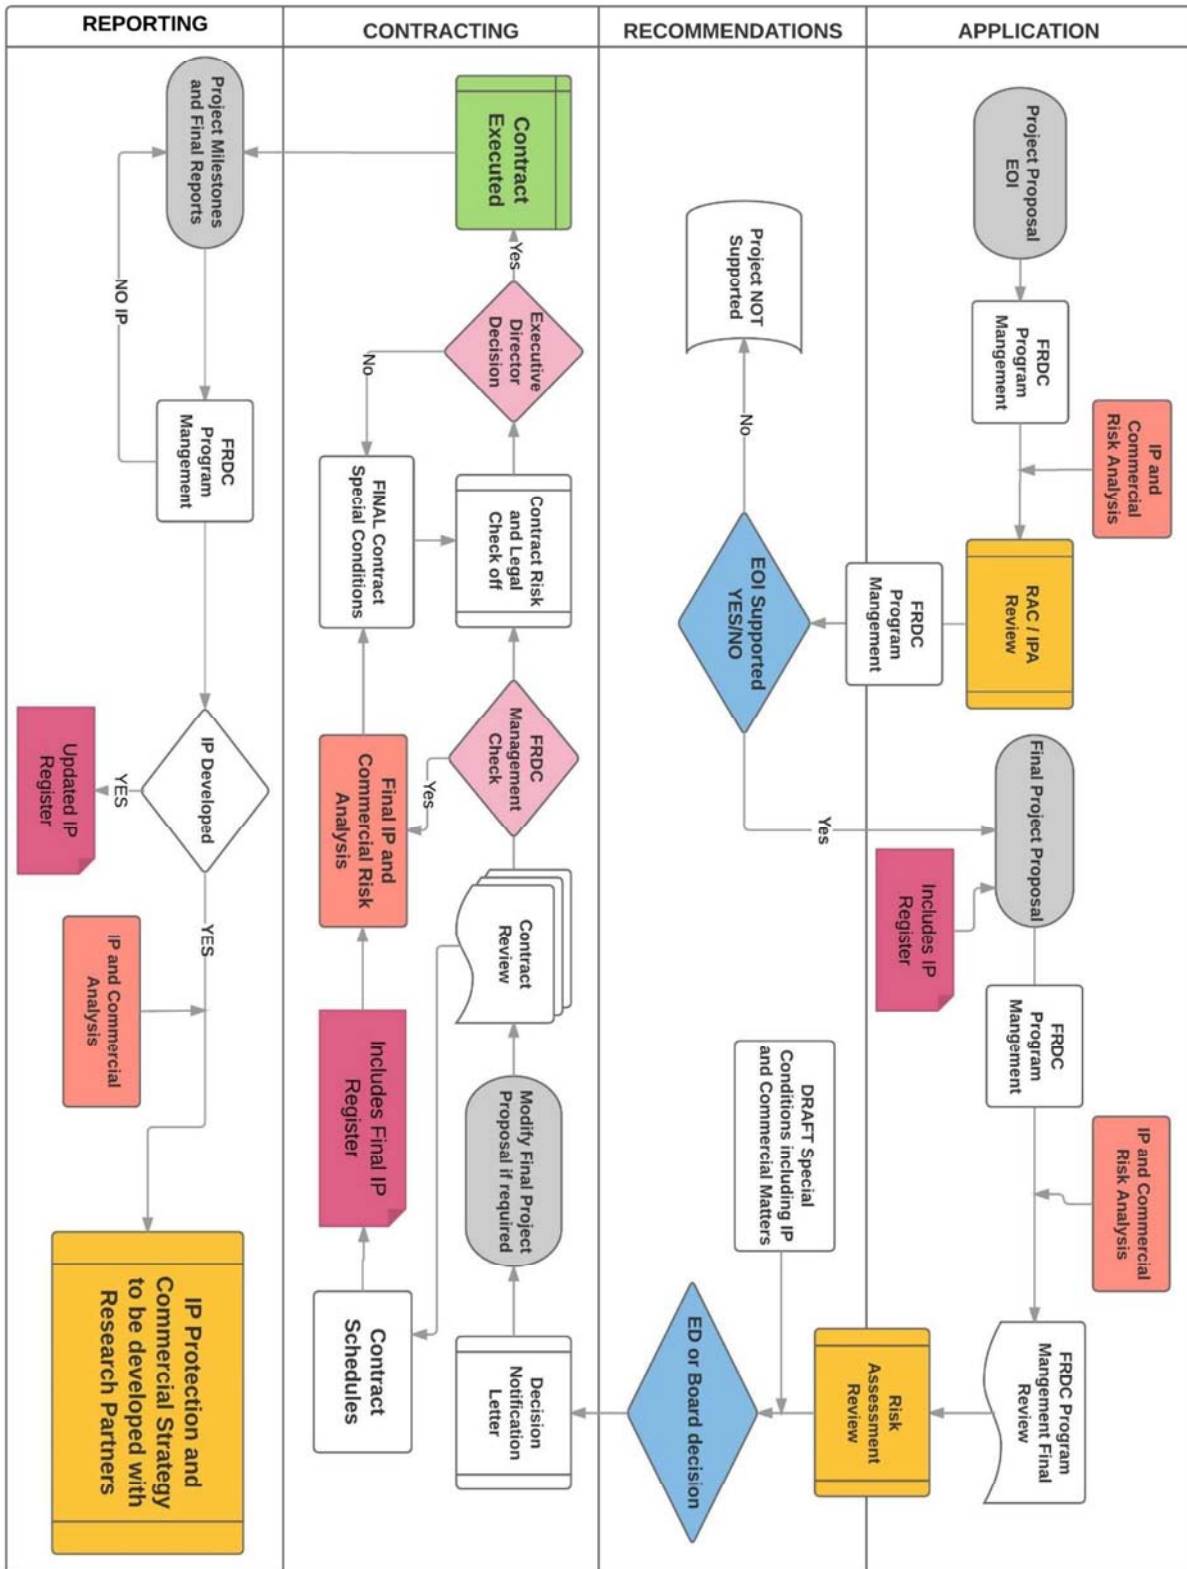 APPLICATION
Project Proposal
EOI
FRDC
Program
Mangement
IP and
Commercial
Risk Analysis
RAC / IPA
Review
FRDC
Program
Mangement
Final Project Proposal
Includes IP
Register
FRDC
Program
Mangement
IP and Commercial
Risk Analysis
FRDC Program
Mangement Final
Review
RECOMMENDATIONS
Project NOT
Supported
No
EOI Supported
YES/NO
Yes
DRAFT Special
Conditions including IP
and Commercial Matters
Risk
Assessment
Review
ED or Board decision
CONTRACTING
Contract
Executed
Yes
Executive
Director
Decision
No
FINAL Contract
Special Conditions
Contract Risk
and Legal
Check off
FRDC
Management
Check
Yes
Final IP and
Commercial Risk
Analysis
Contract
Review
Includes Final IP
Register
Modify Final Project
Proposal if required
Contract
Schedules
Decision
Notification
Letter
REPORTING
Project Milestones
and Final Reports
NO IP
FRDC
Program
Mangement
IP Developed
YES
Updated IP
Register
YES
IP and Commercial
Analysis
IP Protection and
Commercial Strategy
to be developed with
Research Partners